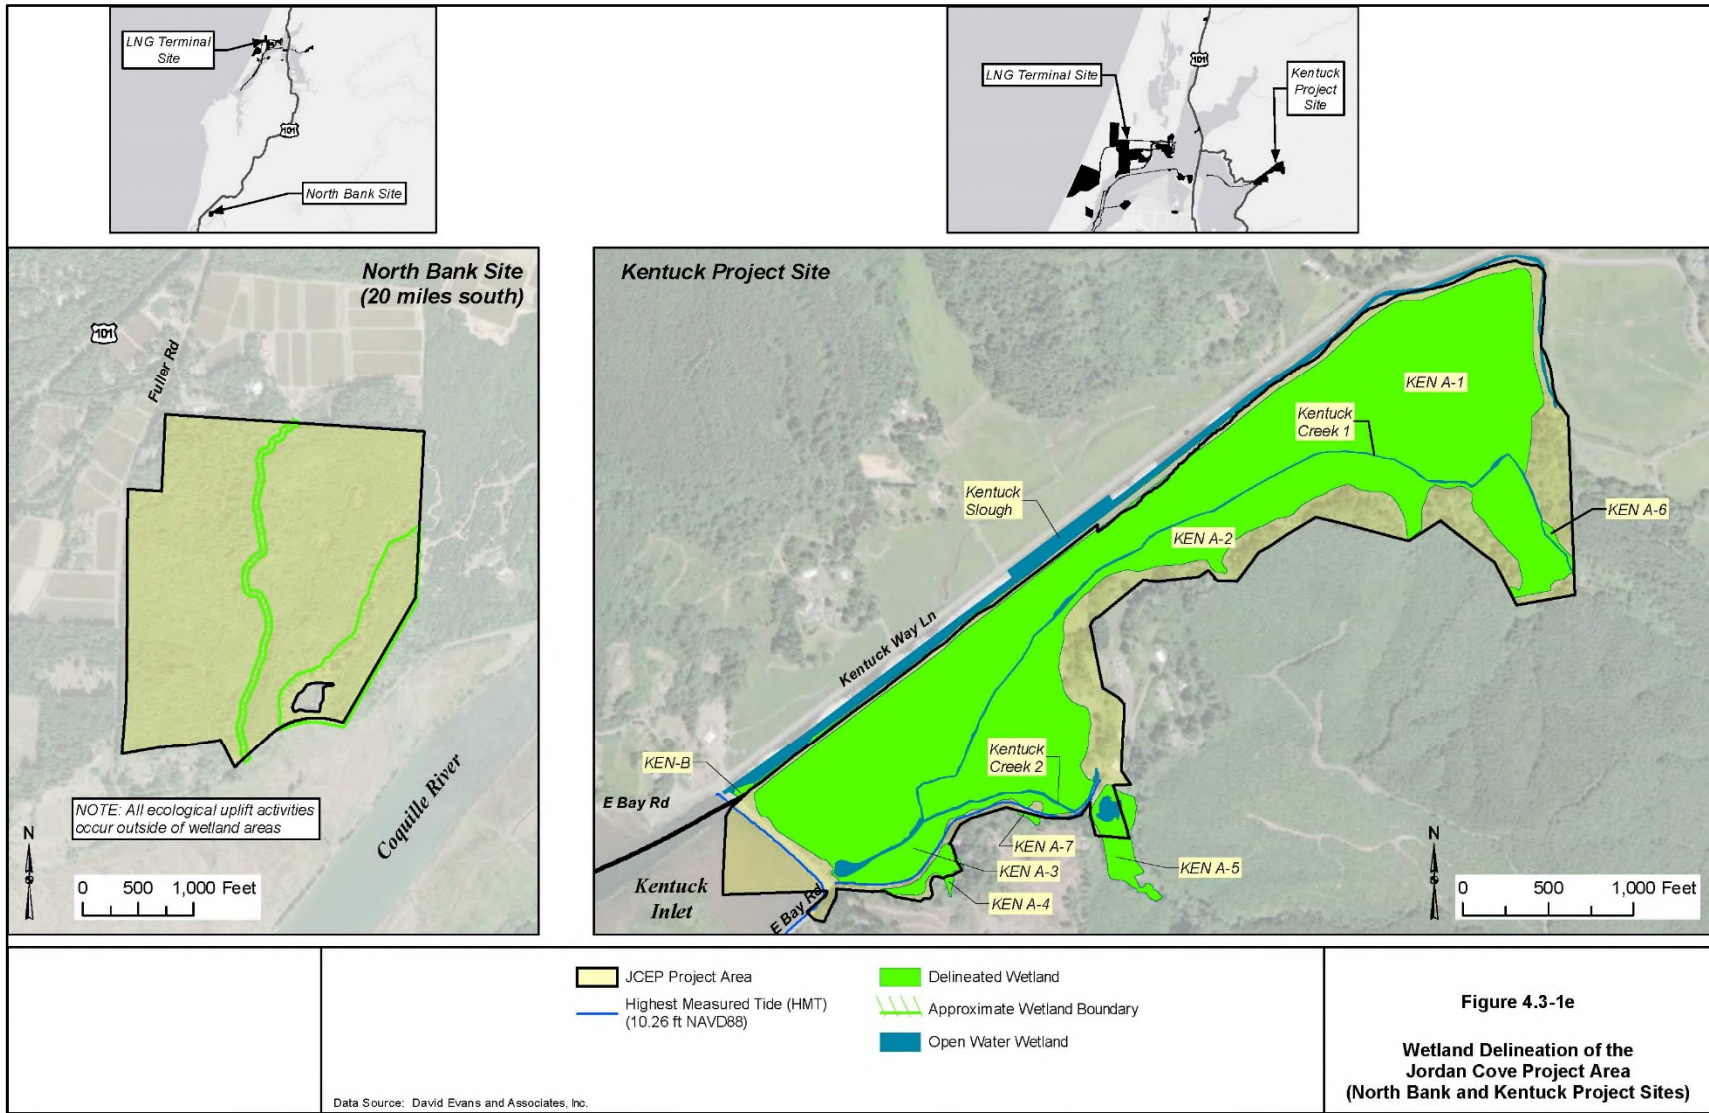 LNG Terminal
Site
101
North Bank Site
LNG Terminal Site
101
Kentuck
Project
Site
North Bank Site
(20 miles south)
101
Fuller Rd
NOTE: All ecological uplift activities
occur outside of wetland areas
Coquille River
N
0 500 1,000 Feet
Kentuck Project Site
KEN A-1
Kentuck
Creek 1
Kentuck
Slough
KEN A-6
KEN A-2
Kentuck Way Ln
KEN-B
Kentuck
Creek 2
E Bay Rd
KEN A-7
KEN A-3
KEN A-5
KEN A-4
Kentuck
Inlet
E Bay Rd
N
0 500 1,000 Feet
JCEP Project Area
Highest Measured Tide (HMT)
(10.26 ft NAVD88)
Delineated Wetland
Approximate Wetland Boundary
Open Water Wetland
Data Source: David Evans and Associates, Inc.
Figure 4.3-1e
Wetland Delineation of the
Jordan Cove Project Area
(North Bank and Kentuck Project Sites)